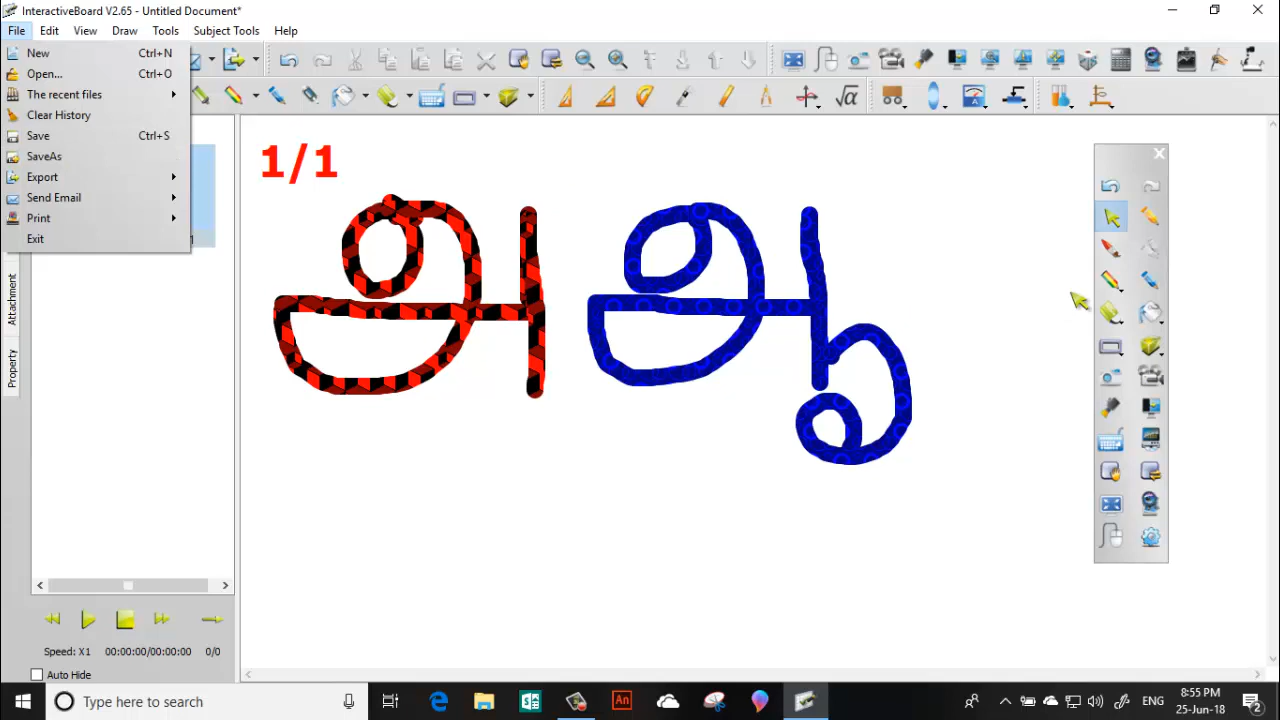 InteractiveBoard V2.65 - Untitled Document*
File Edit View Draw Tools Subject Tools Help
New Ctrl+N
Open... Ctrl+O
The recent files
Clear History
Save Ctrl+S
SaveAs
Export
Send Email
Print
Exit
Attachment
Property
1/1
அ ஆ
Speed: X1 00:00:00/00:00:00 0/0
Auto Hide
Type here to search
ENG
8:55 PM
25-Jun-18
2